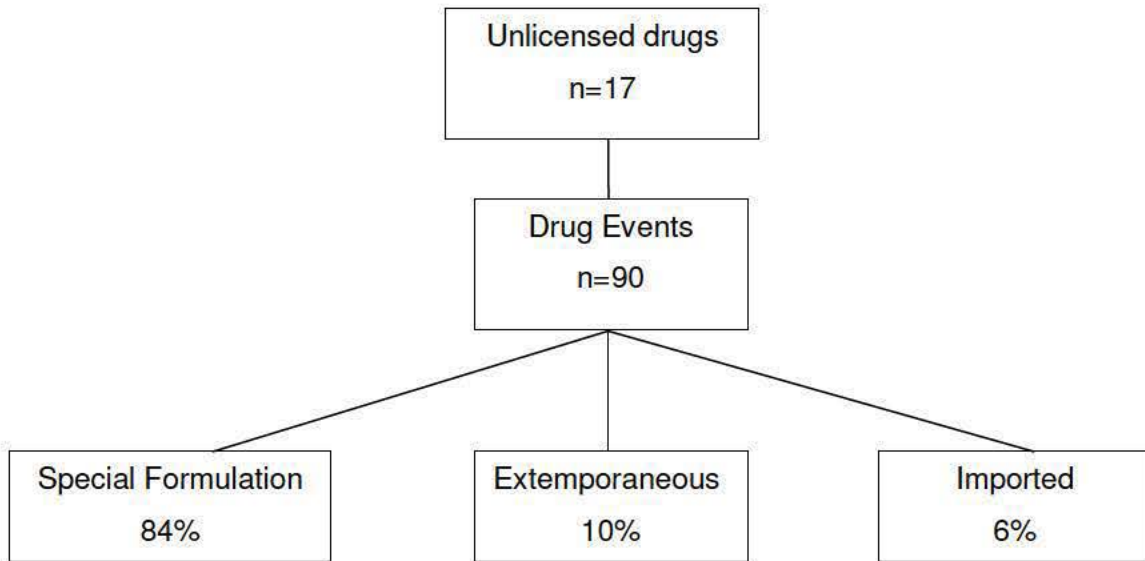 Unlicensed drugs
n=17
Drug Events
n=90
Special Formulation
84%
Extemporaneous
10%
Imported
6%